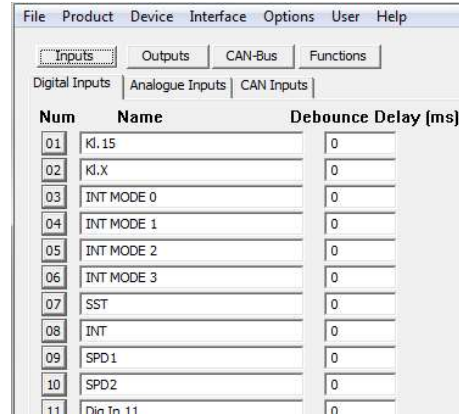 File Product Device Interface Options User Help
Inputs Outputs CAN-Bus Functions
Digital Inputs Analogue Inputs CAN Inputs
Num Name Debounce Delay (ms)
01 Kl.15 0
02 Kl.X 0
03 INT MODE 0 0
04 INT MODE 1 0
05 INT MODE 2 0
06 INT MODE 3 0
07 SST 0
08 INT 0
09 SPD1 0
10 SPD2 0
11 Dig In 11 0